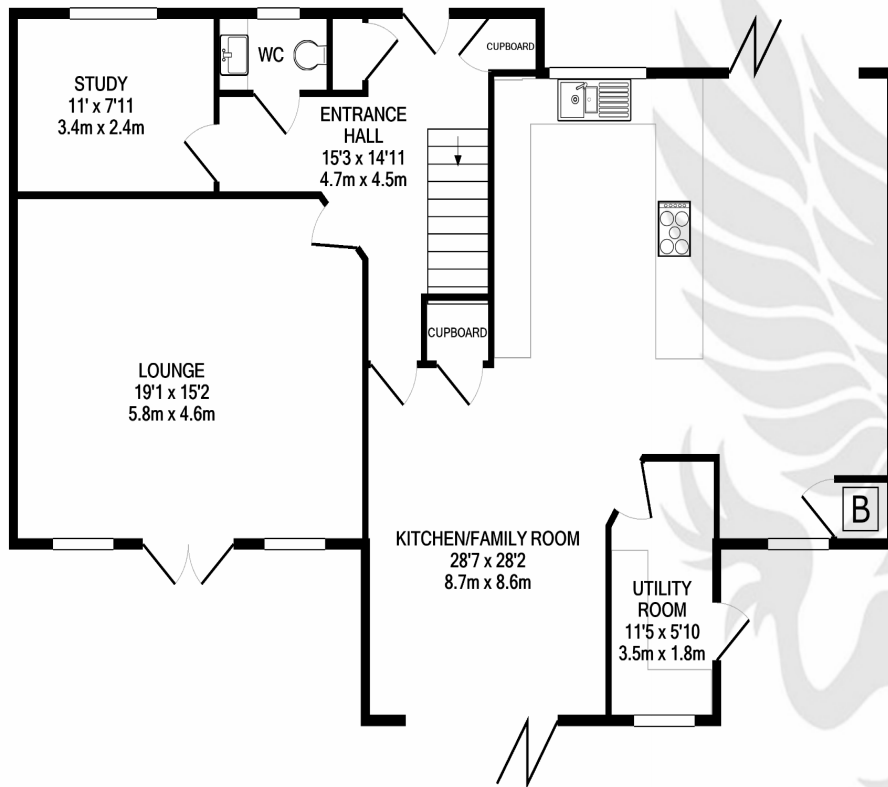 STUDY
11' x 7'11
3.4m x 2.4m
WC
CUPBOARD
ENTRANCE
HALL
15'3 x 14'11
4.7m x 4.5m
CUPBOARD
LOUNGE
19'1 x 15'2
5.8m x 4.6m
KITCHEN/FAMILY ROOM
28'7 x 28'2
8.7m x 8.6m
B
UTILITY
ROOM
11'5 x 5'10
3.5m x 1.8m